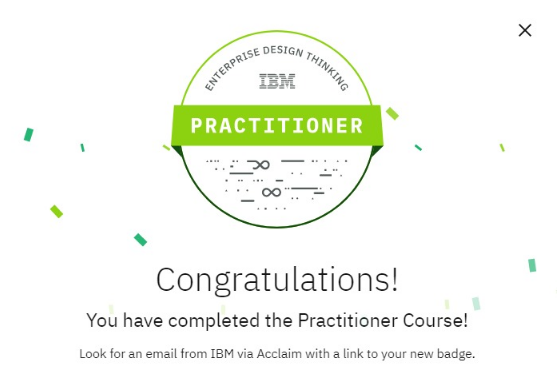 ENTERPRISE DESIGN THINKING
IBM
PRACTITIONER
Congratulations!
You have completed the Practitioner Course!
Look for an email from IBM via Acclaim with a link to your new badge.